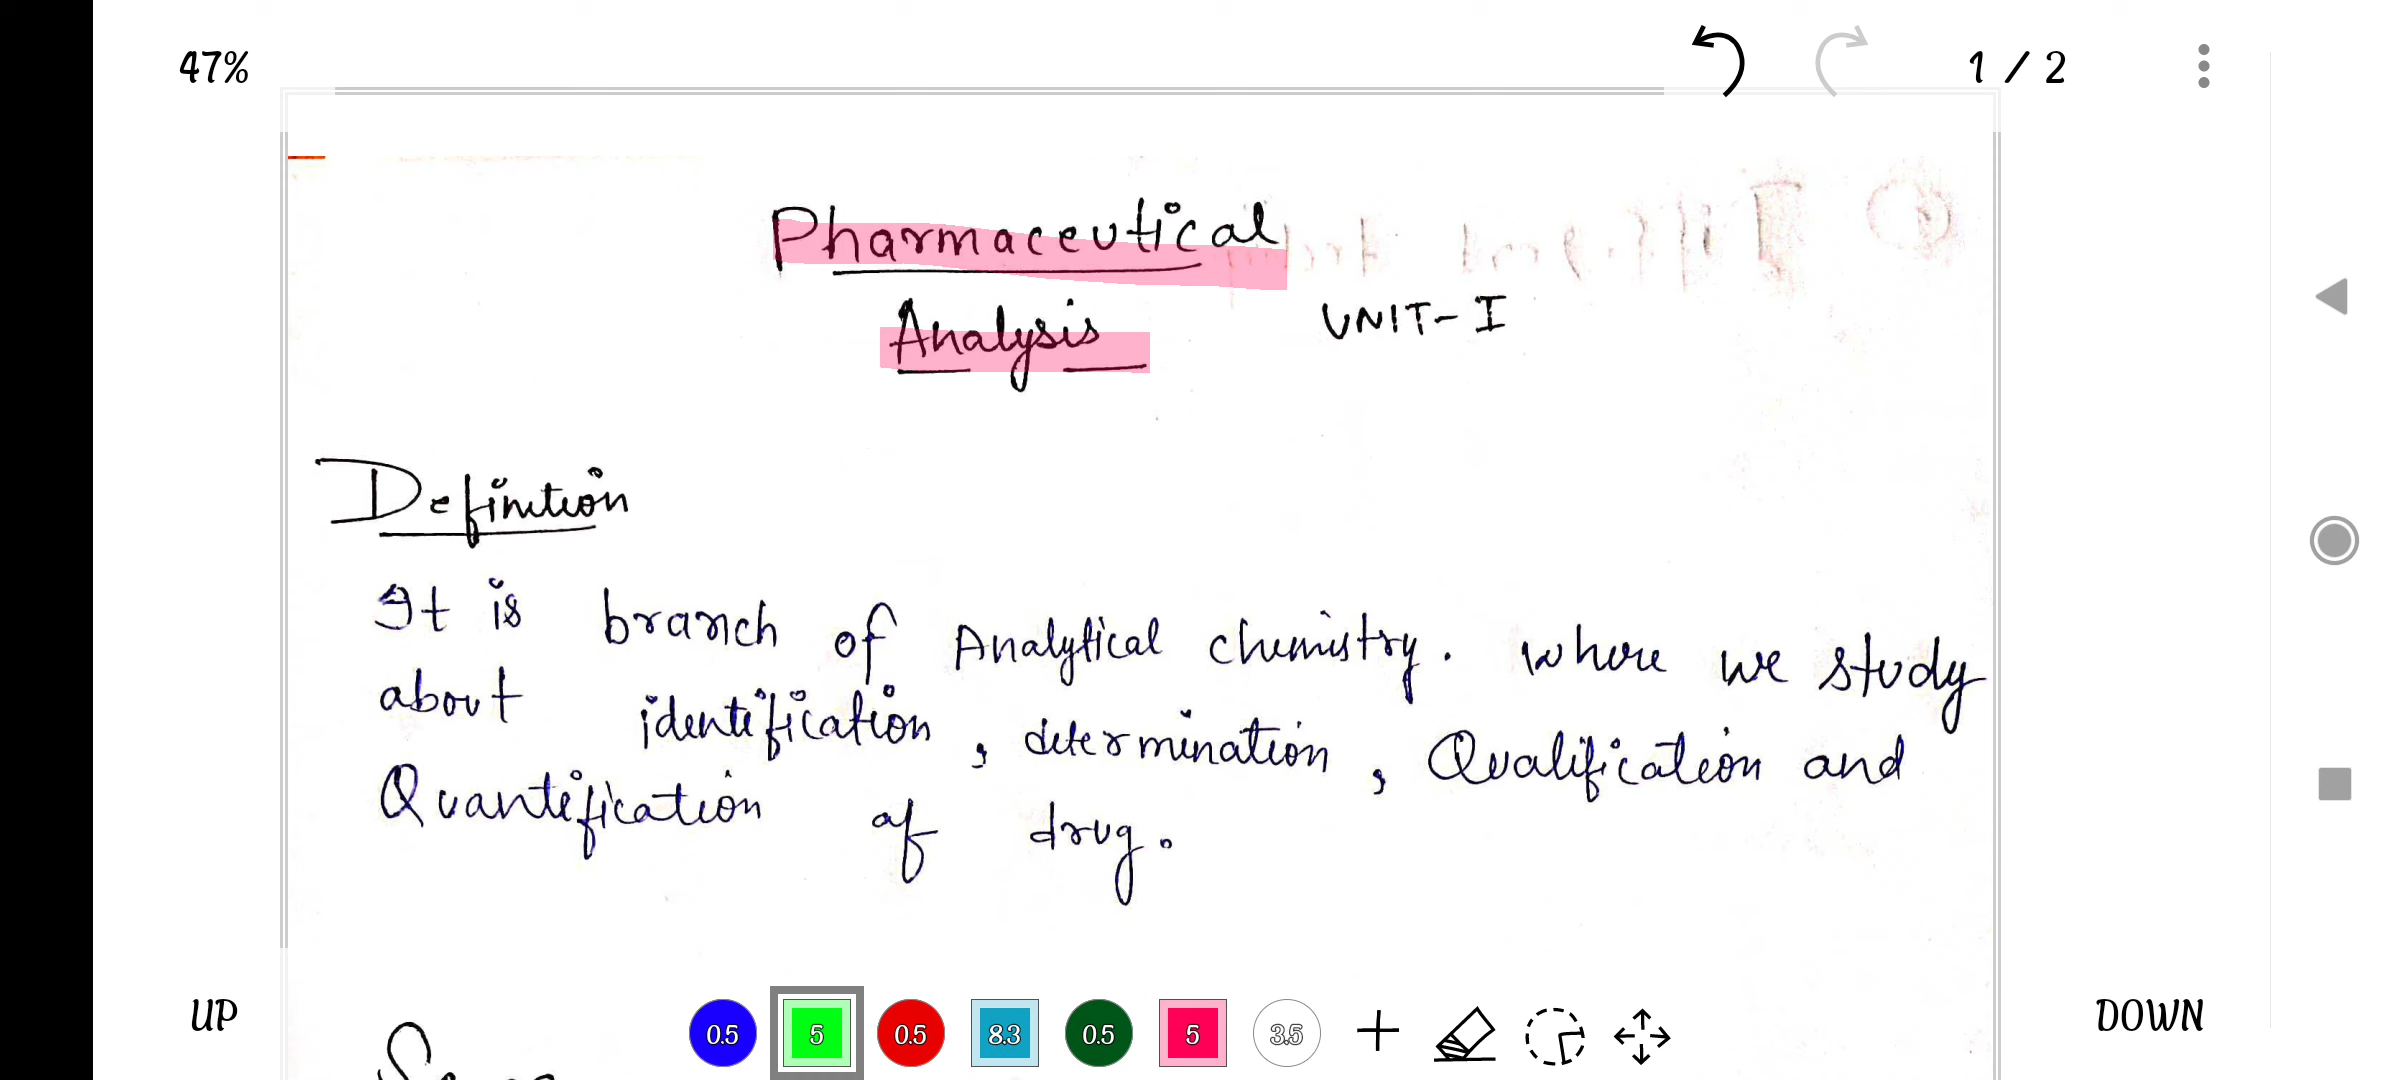 47%
1 / 2
Pharmaceutical
Analysis
UNIT-I
Definition
It is branch of Analytical chemistry. Where we study
about identification, determination, Qualification and
Quantification of drug.
UP
0.5
5
0.5
8.3
0.5
5
3.5
DOWN